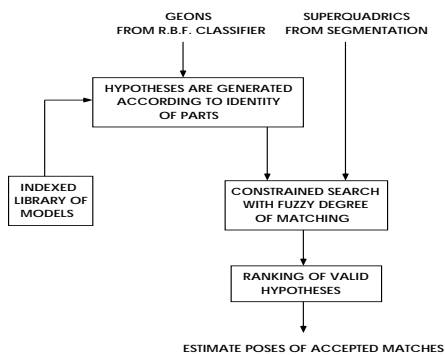 GEONS
FROM R.B.F. CLASSIFIER
SUPERQUADRICS
FROM SEGMENTATION
HYPOTHESES ARE GENERATED
ACCORDING TO IDENTITY
OF PARTS
INDEXED
LIBRARY OF
MODELS
CONSTRAINED SEARCH
WITH FUZZY DEGREE
OF MATCHING
RANKING OF VALID
HYPOTHESES
ESTIMATE POSES OF ACCEPTED MATCHES